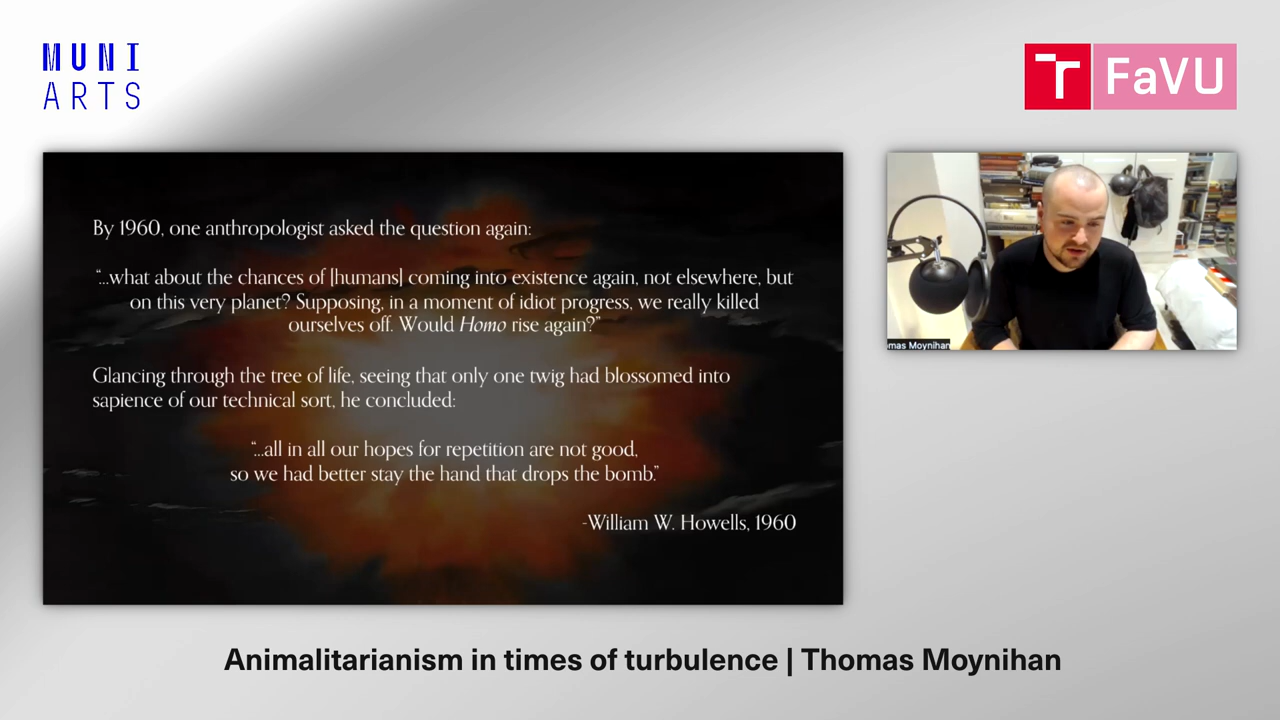 MUNI
ARTS
FaVU
By 1960, one anthropologist asked the question again:
“...what about the chances of [humans] coming into existence again, not elsewhere, but
on this very planet? Supposing, in a moment of idiot progress, we really killed
ourselves off. Would Homo rise again?”
Glancing through the tree of life, seeing that only one twig had blossomed into
sapience of our technical sort, he concluded:
“...all in all our hopes for repetition are not good,
so we had better stay the hand that drops the bomb.”
-William W. Howells, 1960
omas Moynihan
Animalitarianism in times of turbulence | Thomas Moynihan